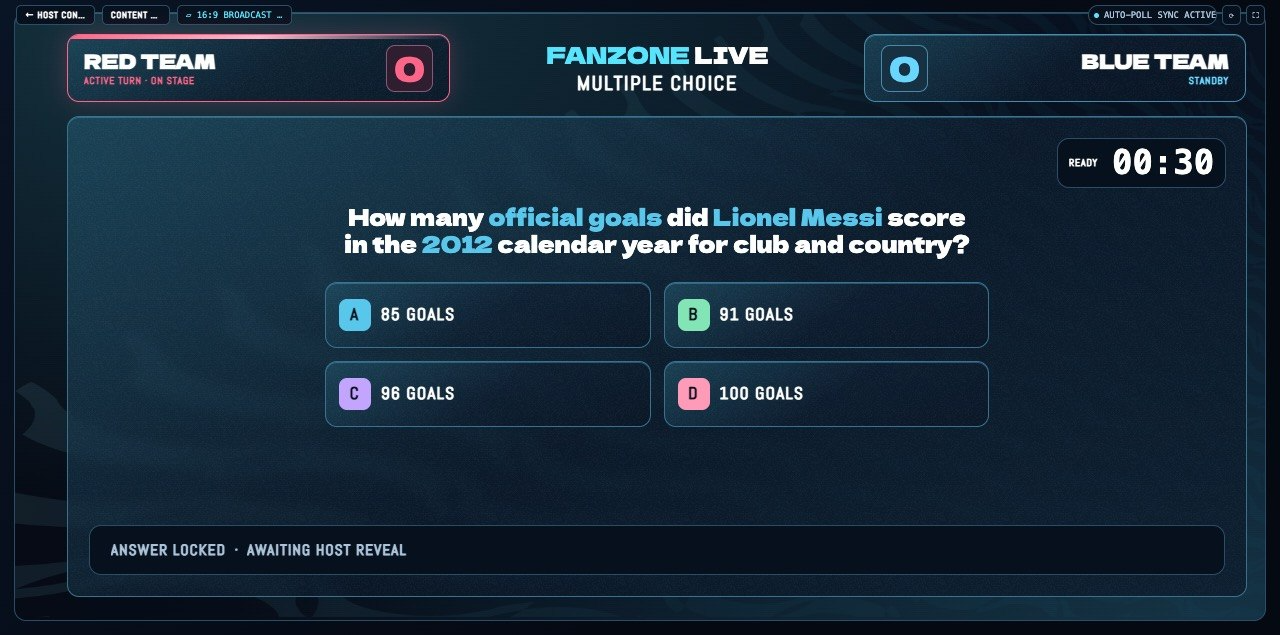 ← HOST CON…
CONTENT …
16:9 BROADCAST …
AUTO-POLL SYNC ACTIVE
RED TEAM
ACTIVE TURN · ON STAGE
0
FANZONE LIVE
MULTIPLE CHOICE
0
BLUE TEAM
STANDBY
READY 00:30
How many official goals did Lionel Messi score
in the 2012 calendar year for club and country?
A 85 GOALS
B 91 GOALS
C 96 GOALS
D 100 GOALS
ANSWER LOCKED · AWAITING HOST REVEAL